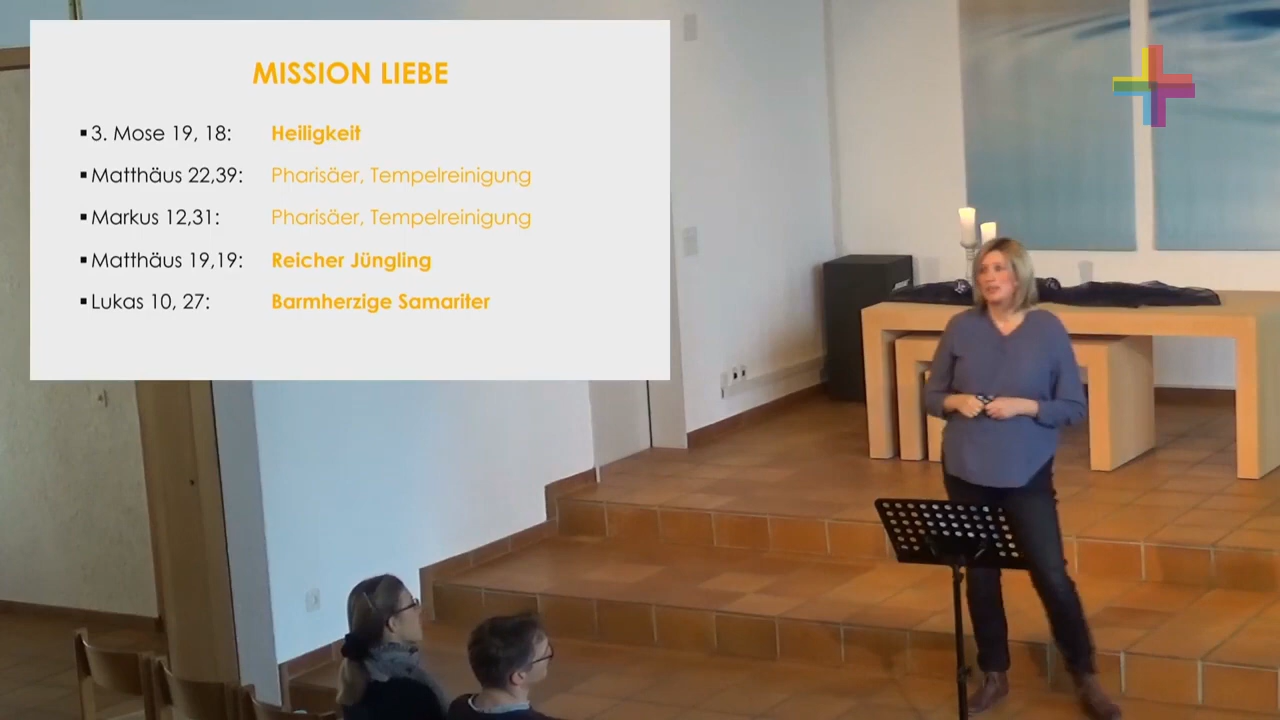 MISSION LIEBE
▪ 3. Mose 19, 18: Heiligkeit
▪ Matthäus 22,39: Pharisäer, Tempelreinigung
▪ Markus 12,31: Pharisäer, Tempelreinigung
▪ Matthäus 19,19: Reicher Jüngling
▪ Lukas 10, 27: Barmherzige Samariter